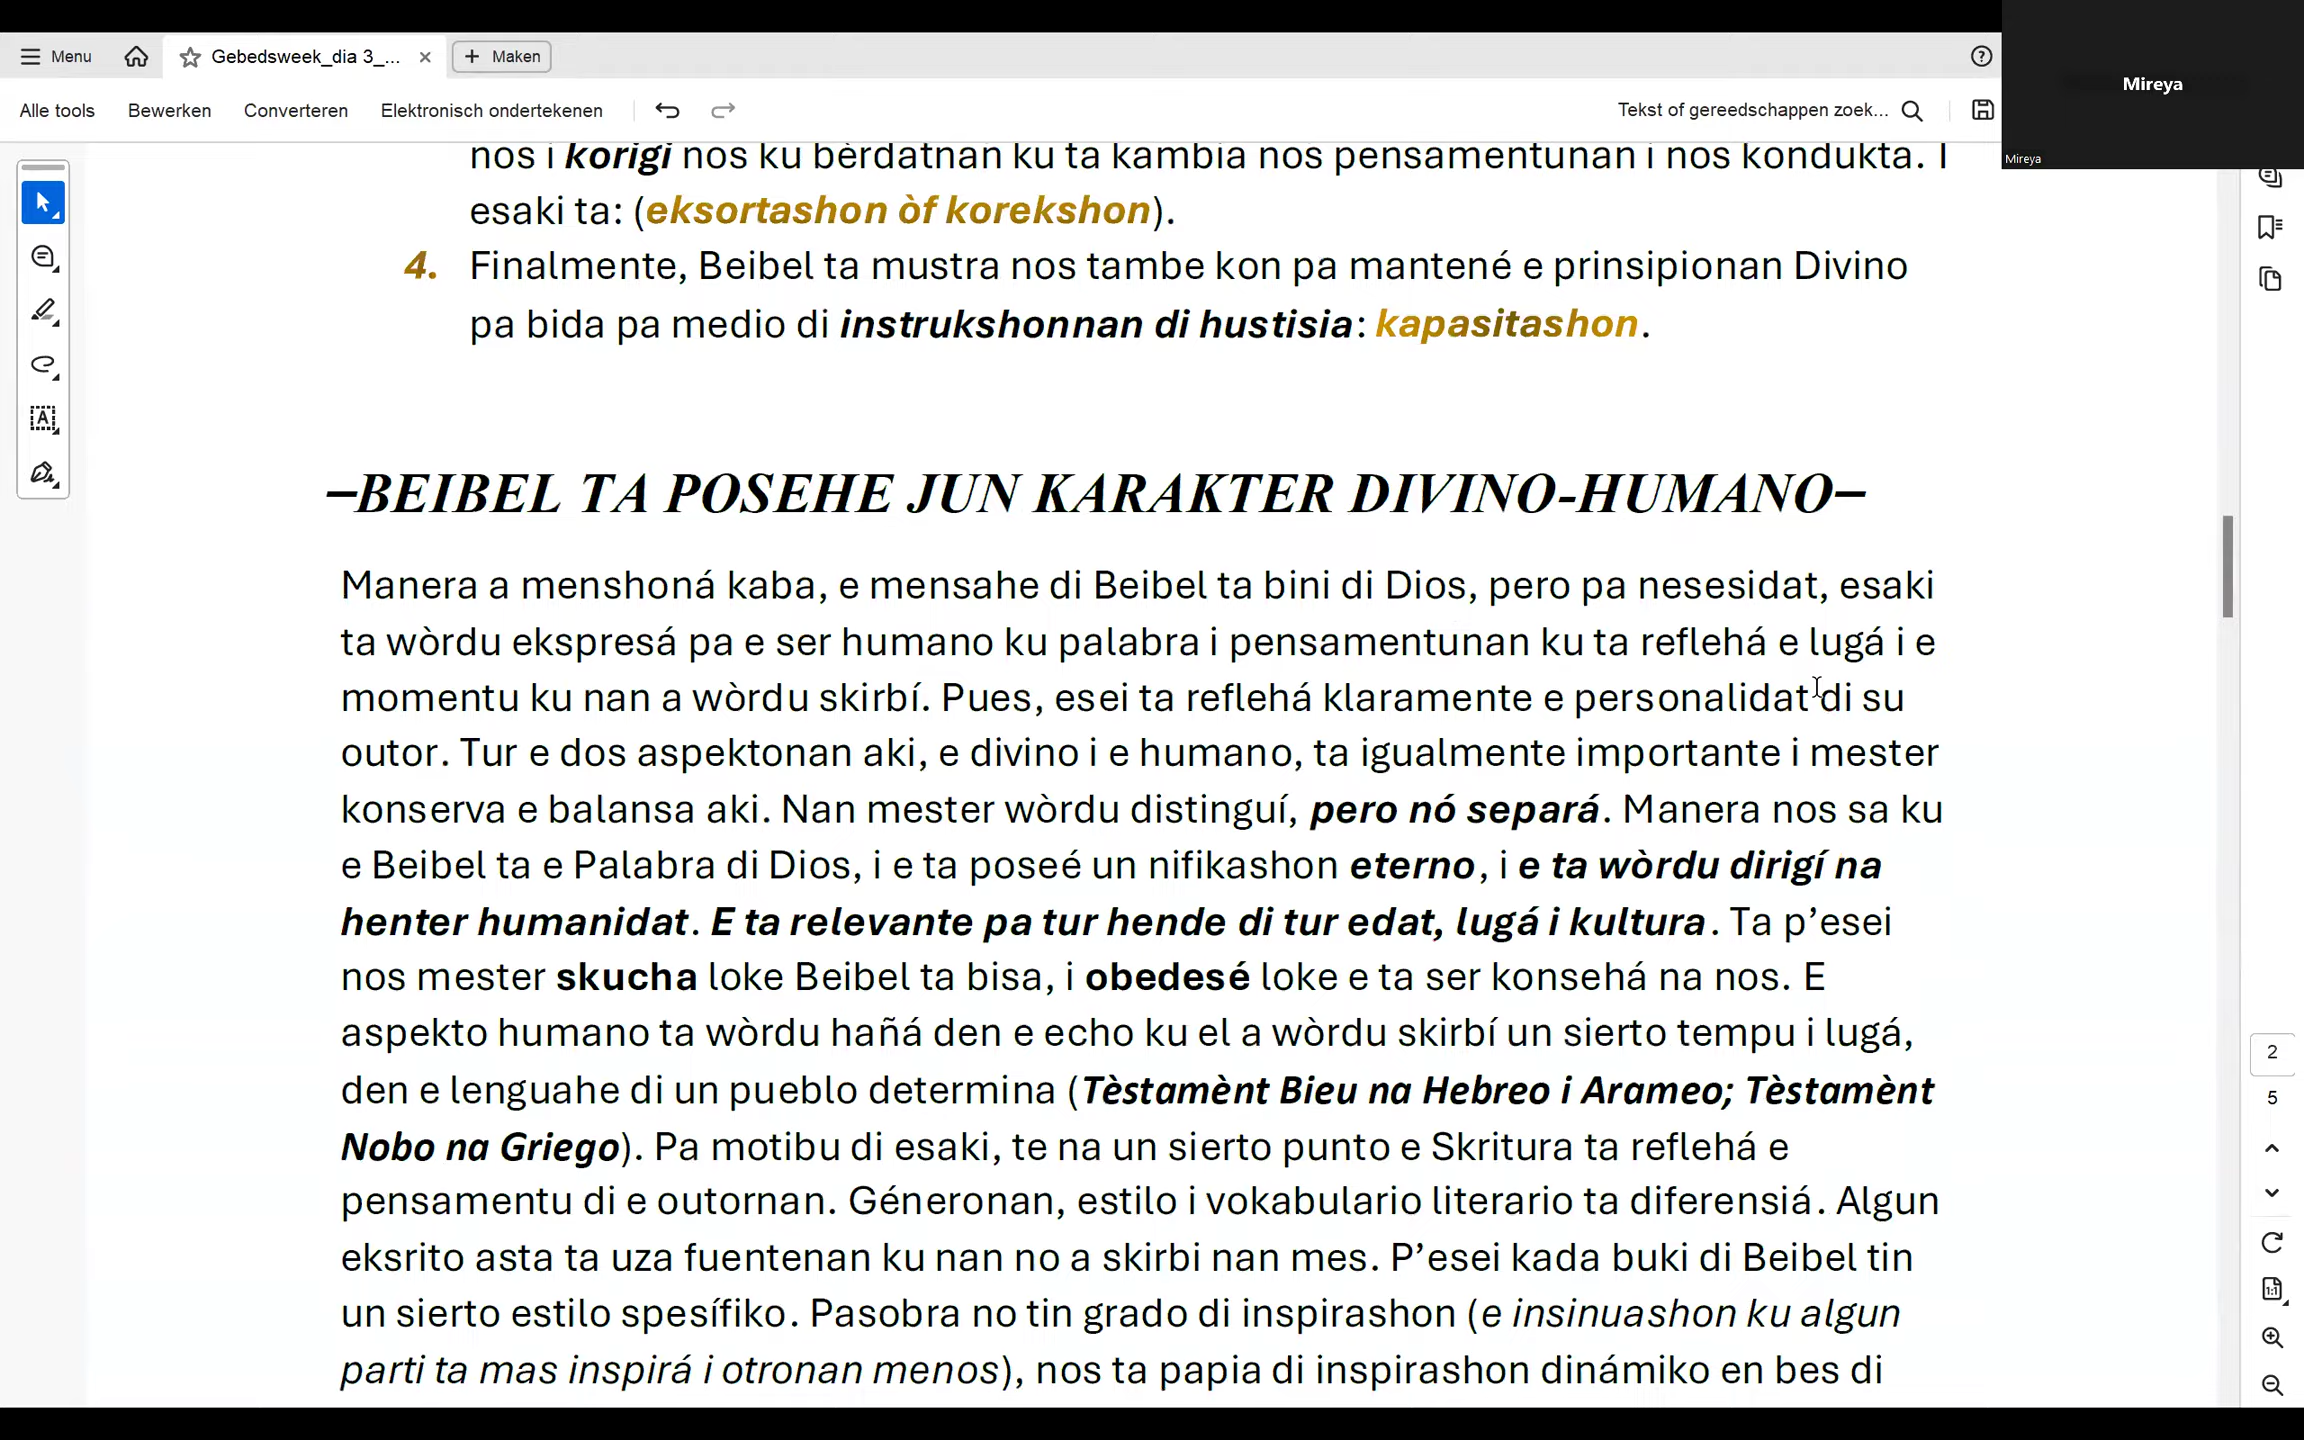 Menu
Gebedsweek_dia 3_...
Maken
Mireya
Alle tools
Bewerken
Converteren
Elektronisch ondertekenen
Tekst of gereedschappen zoek...
Mireya
nos i korigi nos ku bèrdatnan ku ta kambia nos pensamentunan i nos kondukta. I
esaki ta: (eksortashon òf korekshon).
4. Finalmente, Beibel ta mustra nos tambe kon pa mantené e prinsipionan Divino
pa bida pa medio di instrukshonnan di hustisia: kapasitashon.
–BEIBEL TA POSEHE JUN KARAKTER DIVINO-HUMANO–
Manera a menshoná kaba, e mensahe di Beibel ta bini di Dios, pero pa nesesidat, esaki
ta wòrdu ekspresá pa e ser humano ku palabra i pensamentunan ku ta reflehá e lugá i e
momentu ku nan a wòrdu skirbí. Pues, esei ta reflehá klaramente e personalidat di su
outor. Tur e dos aspektonan aki, e divino i e humano, ta igualmente importante i mester
konserva e balansa aki. Nan mester wòrdu distinguí, pero nó separá. Manera nos sa ku
e Beibel ta e Palabra di Dios, i e ta poseé un nifikashon eterno, i e ta wòrdu dirigí na
henter humanidat. E ta relevante pa tur hende di tur edat, lugá i kultura. Ta p’esei
nos mester skucha loke Beibel ta bisa, i obedesé loke e ta ser konsehá na nos. E
aspekto humano ta wòrdu hañá den e echo ku el a wòrdu skirbí un sierto tempu i lugá,
den e lenguahe di un pueblo determina (Tèstamènt Bieu na Hebreo i Arameo; Tèstamènt
Nobo na Griego). Pa motibu di esaki, te na un sierto punto e Skritura ta reflehá e
pensamentu di e outornan. Géneronan, estilo i vokabulario literario ta diferensiá. Algun
eksrito asta ta uza fuentenan ku nan no a skirbi nan mes. P’esei kada buki di Beibel tin
un sierto estilo spesífiko. Pasobra no tin grado di inspirashon (e insinuashon ku algun
parti ta mas inspirá i otronan menos), nos ta papia di inspirashon dinámiko en bes di
2
5